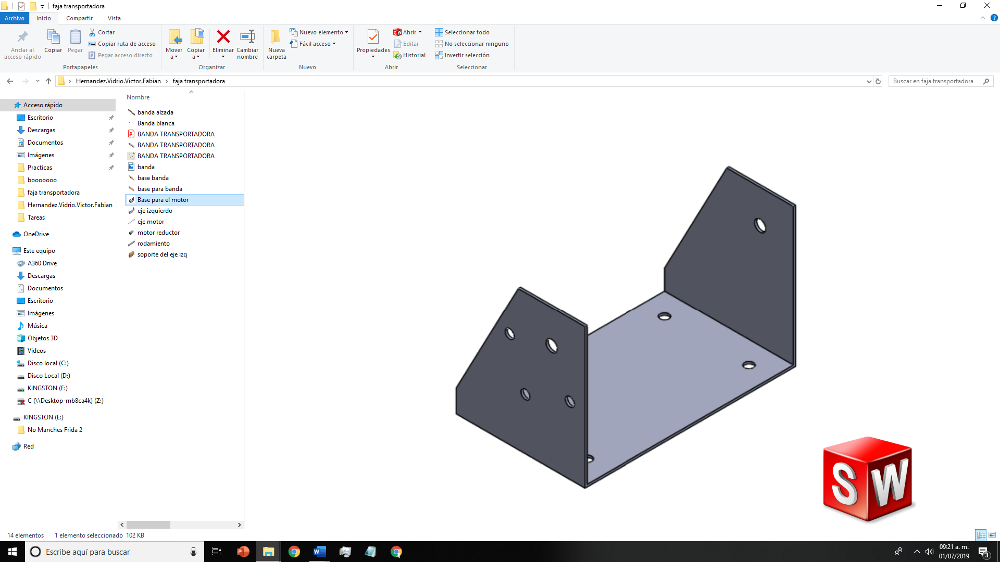 faja transportadora
Archivo
Inicio
Compartir
Vista
Anclar al acceso rápido
Copiar
Pegar
Cortar
Copiar ruta de acceso
Pegar acceso directo
Portapapeles
Mover a
Copiar a
Eliminar
Cambiar nombre
Organizar
Nueva carpeta
Nuevo elemento
Fácil acceso
Nuevo
Propiedades
Abrir
Editar
Historial
Abrir
Seleccionar todo
No seleccionar ninguno
Invertir selección
Seleccionar
Hernandez.Vidrio.Victor.Fabian > faja transportadora
Buscar en faja transportadora
Acceso rápido
Escritorio
Descargas
Documentos
Imágenes
Practicas
booooooo
faja transportadora
Hernandez.Vidrio.Victor.Fabian
Tareas
OneDrive
Este equipo
A360 Drive
Descargas
Documentos
Escritorio
Imágenes
Música
Objetos 3D
Videos
Disco local (C:)
Disco Local (D:)
KINGSTON (E:)
C (\\Desktop-mb8ca4k) (Z:)
KINGSTON (E:)
No Manches Frida 2
Red
Nombre
banda alzada
Banda blanca
BANDA TRANSPORTADORA
BANDA TRANSPORTADORA
BANDA TRANSPORTADORA
banda
base banda
base para banda
Base para el motor
eje izquierdo
eje motor
motor reductor
rodamiento
soporte del eje izq
SW
14 elementos
1 elemento seleccionado 102 KB
Escribe aquí para buscar
09:21 a. m.
01/07/2019
3